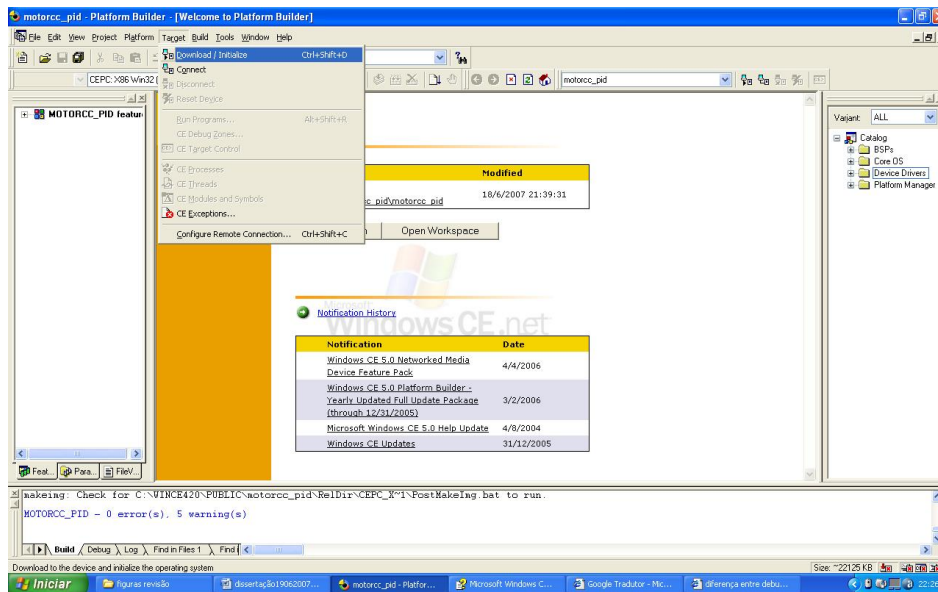 motorcc_pid - Platform Builder - [Welcome to Platform Builder]
File Edit View Project Platform Target Build Tools Window Help
CEPC: X86 Win32 (
motorcc_pid
Download / Initialize Ctrl+Shift+D
Connect
Disconnect
Reset Device
Run Programs... Alt+Shift+R
CE Debug Zones...
CE Target Control
CE Processes
CE Threads
CE Modules and Symbols
CE Exceptions...
Configure Remote Connection... Ctrl+Shift+C
MOTORCC_PID featur
Feat... Para... FileV...
Modified
cc_pid\motorcc_pid 18/6/2007 21:39:31
Open Workspace
Microsoft
Windows CE.net
Notification History
Notification Date
Windows CE 5.0 Networked Media
Device Feature Pack 4/4/2006
Windows CE 5.0 Platform Builder -
Yearly Updated Full Update Package 3/2/2006
(through 12/31/2005)
Microsoft Windows CE 5.0 Help Update 4/8/2004
Windows CE Updates 31/12/2005
Variant: ALL
Catalog
BSPs
Core OS
Device Drivers
Platform Manager
makeimg: Check for C:\WINCE420\PUBLIC\motorcc_pid\RelDir\CEPC_X~1\PostMakeImg.bat to run.
MOTORCC_PID - 0 error(s), 5 warning(s)
Build Debug Log Find in Files 1 Find i
Download to the device and initialize the operating system
Size: ~22125 KB
Iniciar figuras revisão dissertação19062007... motorcc_pid - Platfor... Microsoft Windows C... Google Tradutor - Mic... diferença entre debu... 22:26